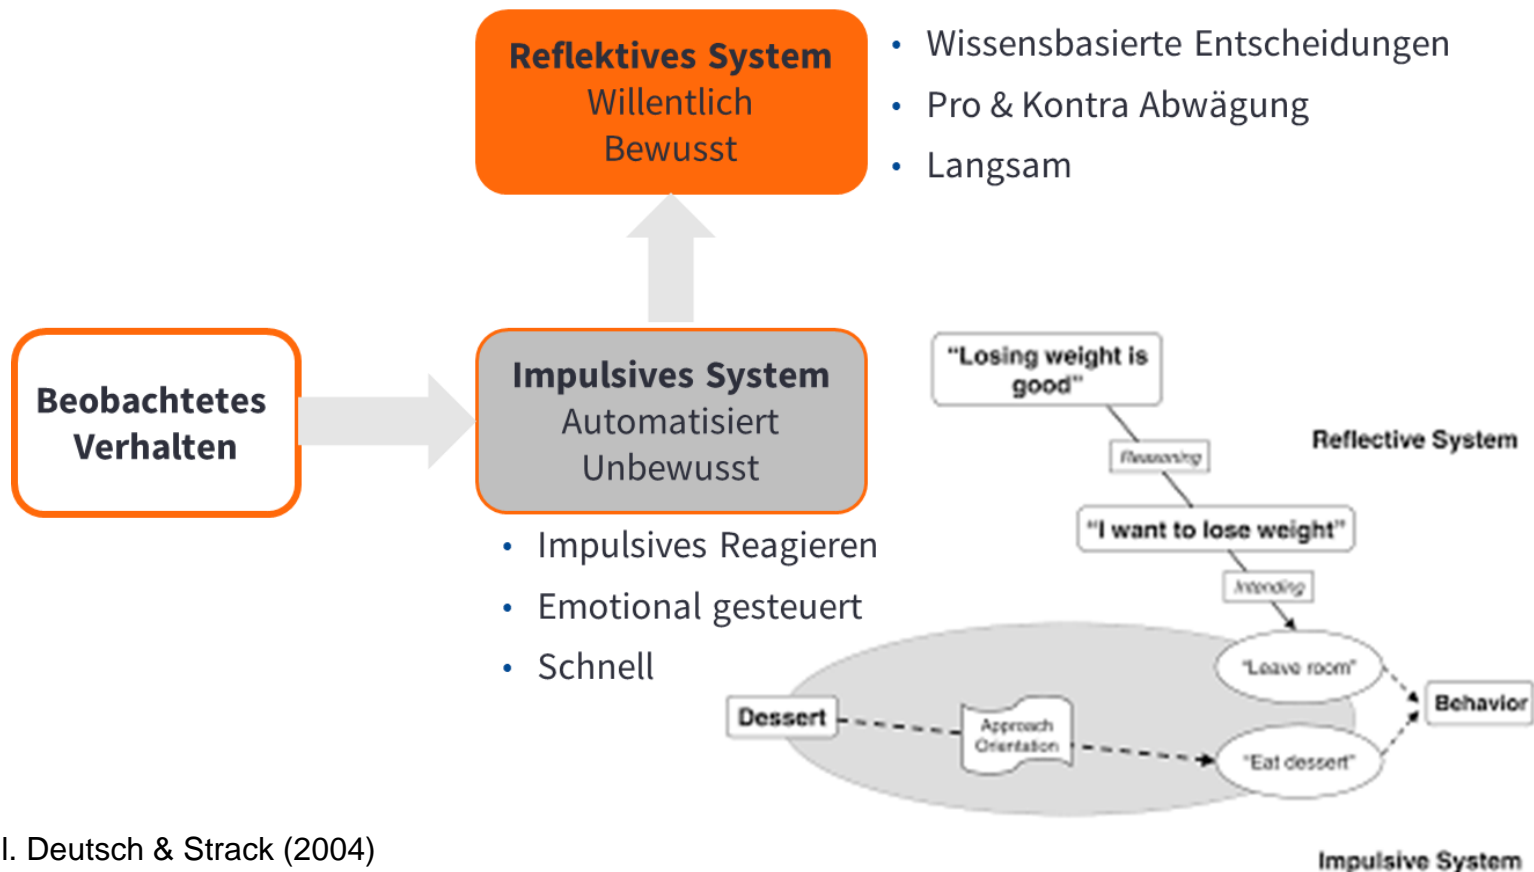 Reflektives System
Willentlich
Bewusst
• Wissensbasierte Entscheidungen
• Pro & Kontra Abwägung
• Langsam
Beobachtetes
Verhalten
Impulsives System
Automatisiert
Unbewusst
• Impulsives Reagieren
• Emotional gesteuert
• Schnell
“Losing weight is
good”
Reasoning
Reflective System
“I want to lose weight”
Intending
“Leave room”
Dessert
Approach
Orientation
Behavior
“Eat dessert”
l. Deutsch & Strack (2004)
Impulsive System